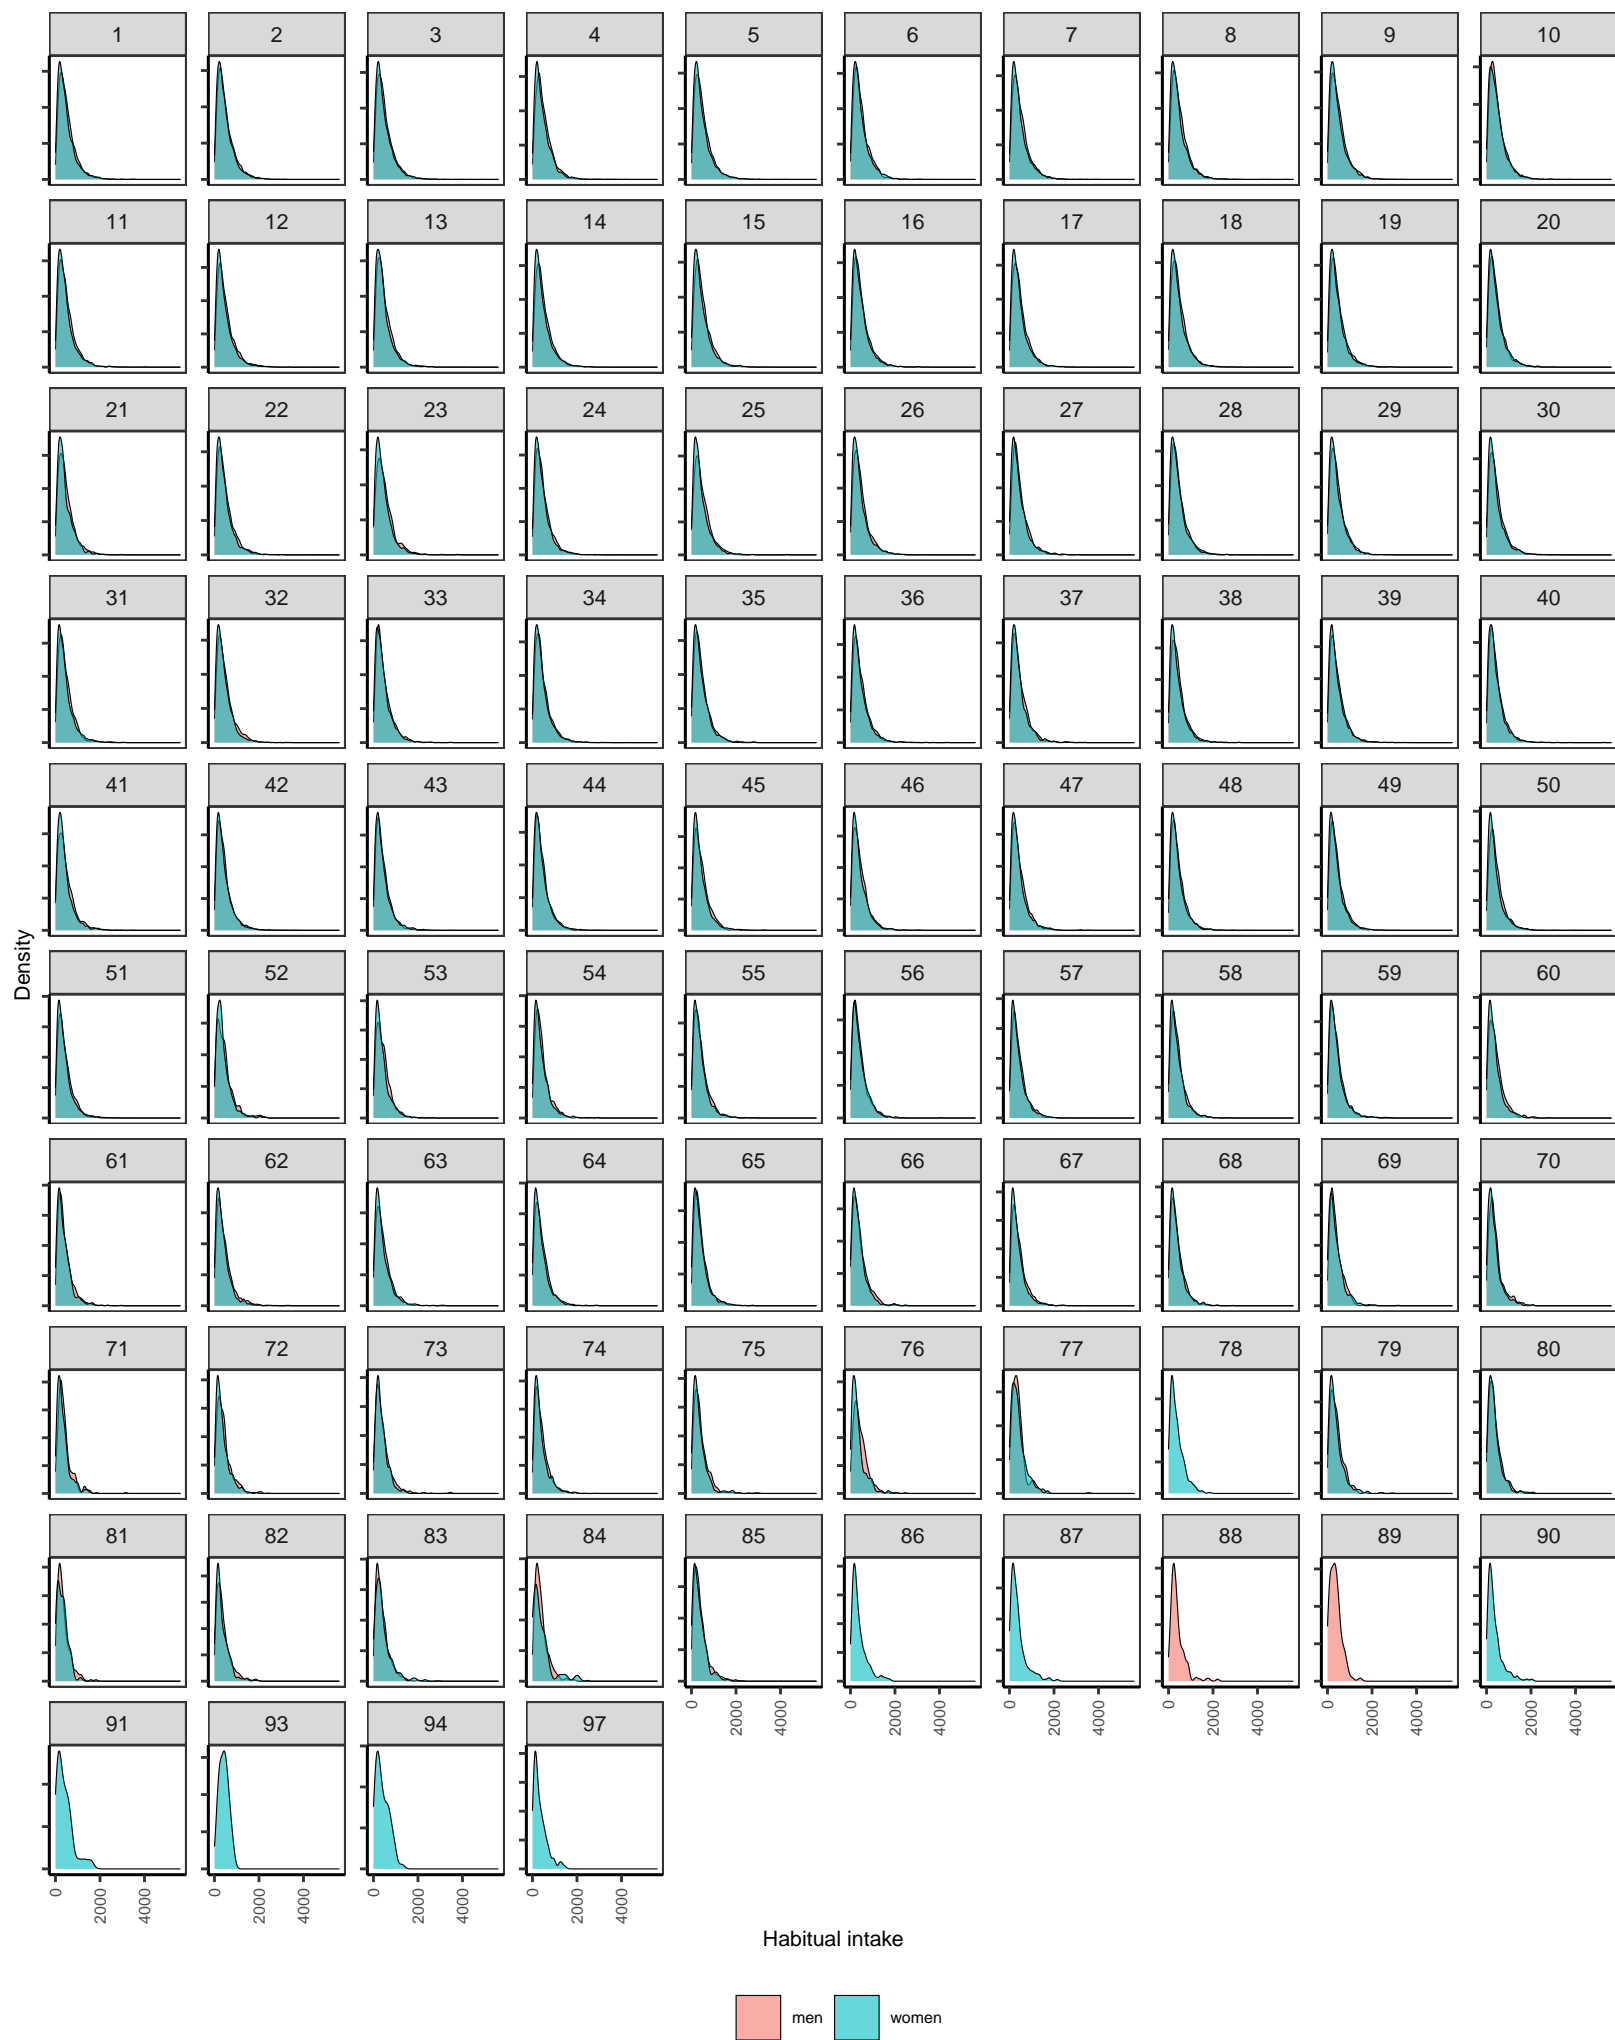 1 2 3 4 5 6 7 8 9 10
11 12 13 14 15 16 17 18 19 20
21 22 23 24 25 26 27 28 29 30
31 32 33 34 35 36 37 38 39 40
41 42 43 44 45 46 47 48 49 50
Density
51 52 53 54 55 56 57 58 59 60
61 62 63 64 65 66 67 68 69 70
71 72 73 74 75 76 77 78 79 80
81 82 83 84 85 86 87 88 89 90
0 2000 4000 0 2000 4000 0 2000 4000 0 2000 4000 0 2000 4000 0 2000 4000
91 93 94 97
0 2000 4000 0 2000 4000 0 2000 4000 0 2000 4000
Habitual intake
men women